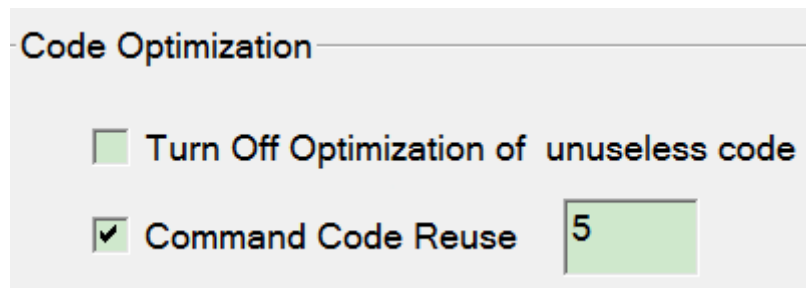 Code Optimization
Turn Off Optimization of unuseless code
Command Code Reuse 5